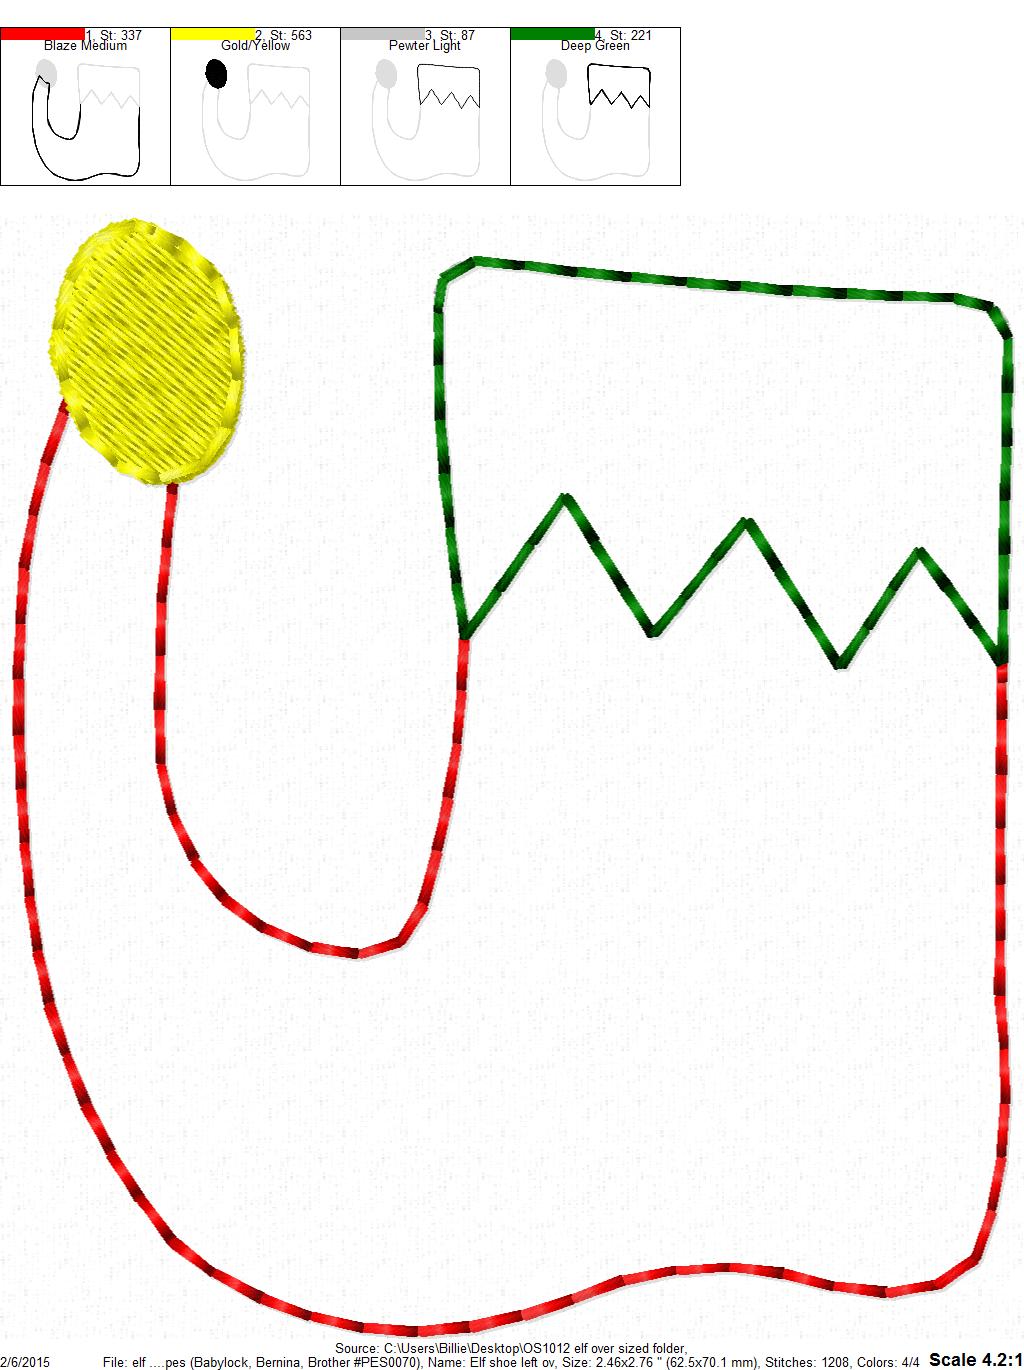 1, St: 337
Blaze Medium
2, St: 563
Gold/Yellow
3, St: 87
Pewter Light
4, St: 221
Deep Green
Source: C:\Users\Billie\Desktop\OS1012 elf over sized folder,
2/6/2015 File: elf ....pes (Babylock, Bernina, Brother #PES0070), Name: Elf shoe left ov, Size: 2.46x2.76 " (62.5x70.1 mm), Stitches: 1208, Colors: 4/4 Scale 4.2:1